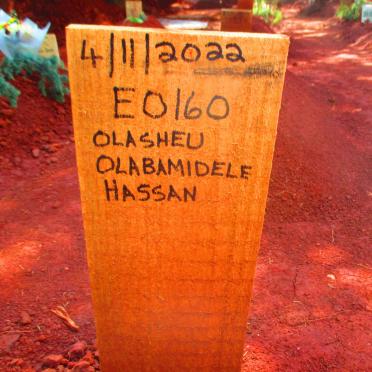 4/11/2022
E0160
OLASHEU
OLABAMIDELE
HASSAN